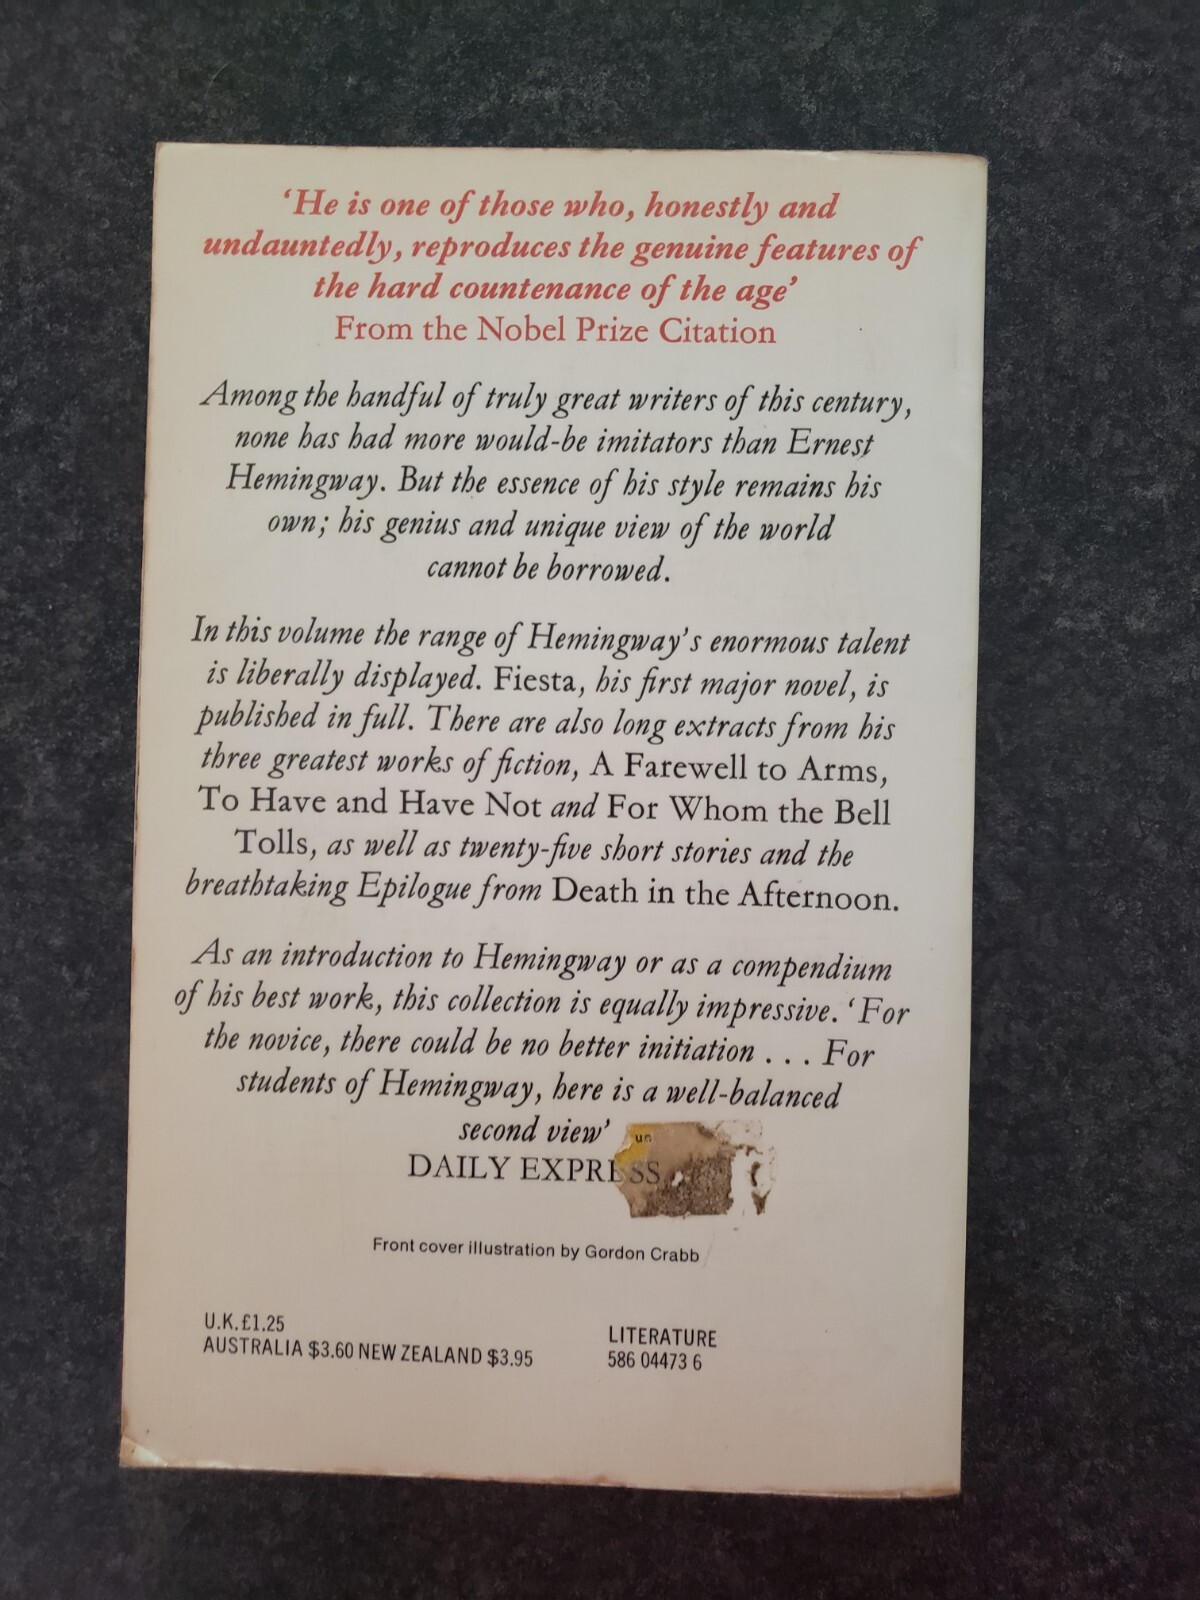 ‘He is one of those who, honestly and
undauntedly, reproduces the genuine features of
the hard countenance of the age’
From the Nobel Prize Citation
Among the handful of truly great writers of this century,
none has had more would-be imitators than Ernest
Hemingway. But the essence of his style remains his
own; his genius and unique view of the world
cannot be borrowed.
In this volume the range of Hemingway’s enormous talent
is liberally displayed. Fiesta, his first major novel, is
published in full. There are also long extracts from his
three greatest works of fiction, A Farewell to Arms,
To Have and Have Not and For Whom the Bell
Tolls, as well as twenty-five short stories and the
breathtaking Epilogue from Death in the Afternoon.
As an introduction to Hemingway or as a compendium
of his best work, this collection is equally impressive. ‘For
the novice, there could be no better initiation . . . For
students of Hemingway, here is a well-balanced
second view’
DAILY EXPRESS
Front cover illustration by Gordon Crabb
U.K. £1.25
AUSTRALIA $3.60 NEW ZEALAND $3.95
LITERATURE
586 04473 6